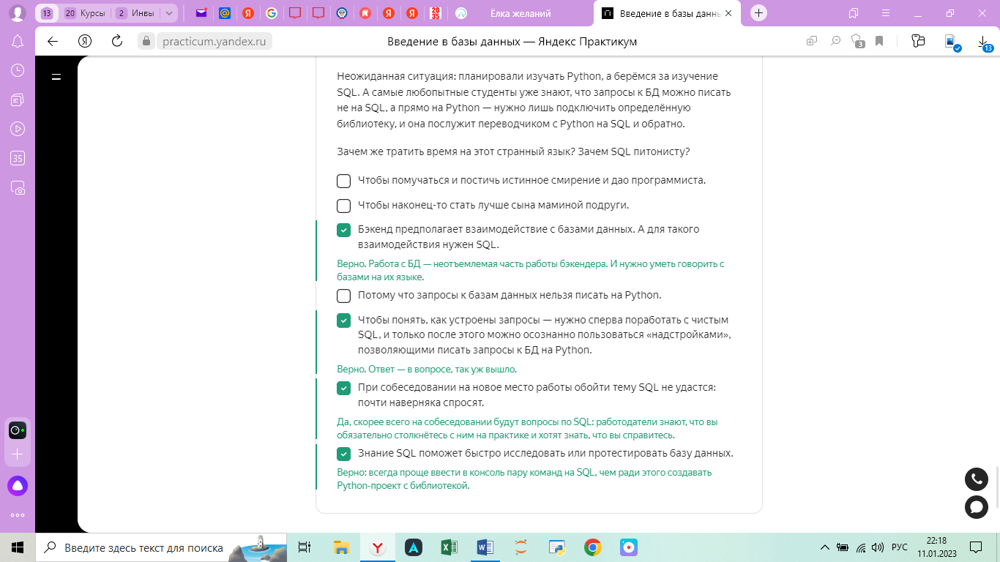 13
20 Курсы
2 Инвы
Я
G
Я
Я
20
35
Ёлка желаний
Введение в базы даннь
Я
practicum.yandex.ru
Введение в базы данных — Яндекс Практикум
3
13
35
Неожиданная ситуация: планировали изучать Python, а берёмся за изучение
SQL. А самые любопытные студенты уже знают, что запросы к БД можно писать
не на SQL, а прямо на Python — нужно лишь подключить определённую
библиотеку, и она послужит переводчиком с Python на SQL и обратно.
Зачем же тратить время на этот странный язык? Зачем SQL питонисту?
Чтобы помучаться и постичь истинное смирение и дао программиста.
Чтобы наконец-то стать лучше сына маминой подруги.
Бэкенд предполагает взаимодействие с базами данных. А для такого
взаимодействия нужен SQL.
Верно. Работа с БД — неотъемлемая часть работы бэкендера. И нужно уметь говорить с
базами на их языке.
Потому что запросы к базам данных нельзя писать на Python.
Чтобы понять, как устроены запросы — нужно сперва поработать с чистым
SQL, и только после этого можно осознанно пользоваться «надстройками»,
позволяющими писать запросы к БД на Python.
Верно. Ответ — в вопросе, так уж вышло.
При собеседовании на новое место работы обойти тему SQL не удастся:
почти наверняка спросят.
Да, скорее всего на собеседовании будут вопросы по SQL: работодатели знают, что вы
обязательно столкнётесь с ним на практике и хотят знать, что вы справитесь.
Знание SQL поможет быстро исследовать или протестировать базу данных.
Верно: всегда проще ввести в консоль пару команд на SQL, чем ради этого создавать
Python-проект с библиотекой.
Введите здесь текст для поиска
РУС
22:18
11.01.2023